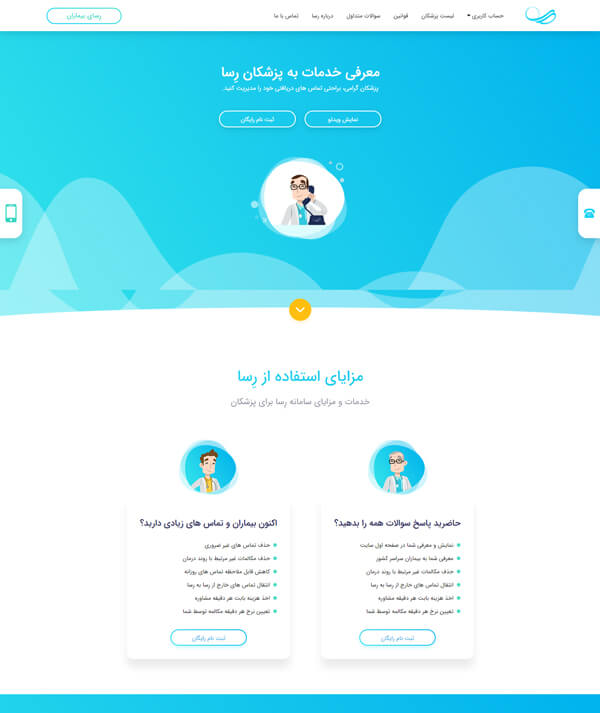 حساب کاربری
لیست پزشکان
قوانین
سوالات متداول
درباره رسا
تماس با ما
رِسای بیماران
معرفی خدمات به پزشکان رِسا
پزشکان گرامی، براحتی تماس های دریافتی خود را مدیریت کنید.
نمایش ویدئو
ثبت نام رایگان
مزایای استفاده از رِسا
خدمات و مزایای سامانه رِسا برای پزشکان
حاضرید پاسخ سوالات همه را بدهید؟
نمایش و معرفی شما در صفحه اول سایت
معرفی شما به بیماران سراسر کشور
حذف مکالمات غیر مرتبط با روند درمان
انتقال تماس های خارج از رسا به رسا
اخذ هزینه بابت هر دقیقه مشاوره
تعیین نرخ هر دقیقه مکالمه توسط شما
ثبت نام رایگان
اکنون بیماران و تماس های زیادی دارید؟
حذف تماس های غیر ضروری
حذف مکالمات غیر مرتبط با روند درمان
کاهش قابل ملاحظه تماس های روزانه
انتقال تماس های خارج از رسا به رسا
اخذ هزینه بابت هر دقیقه مشاوره
تعیین نرخ هر دقیقه مکالمه توسط شما
ثبت نام رایگان